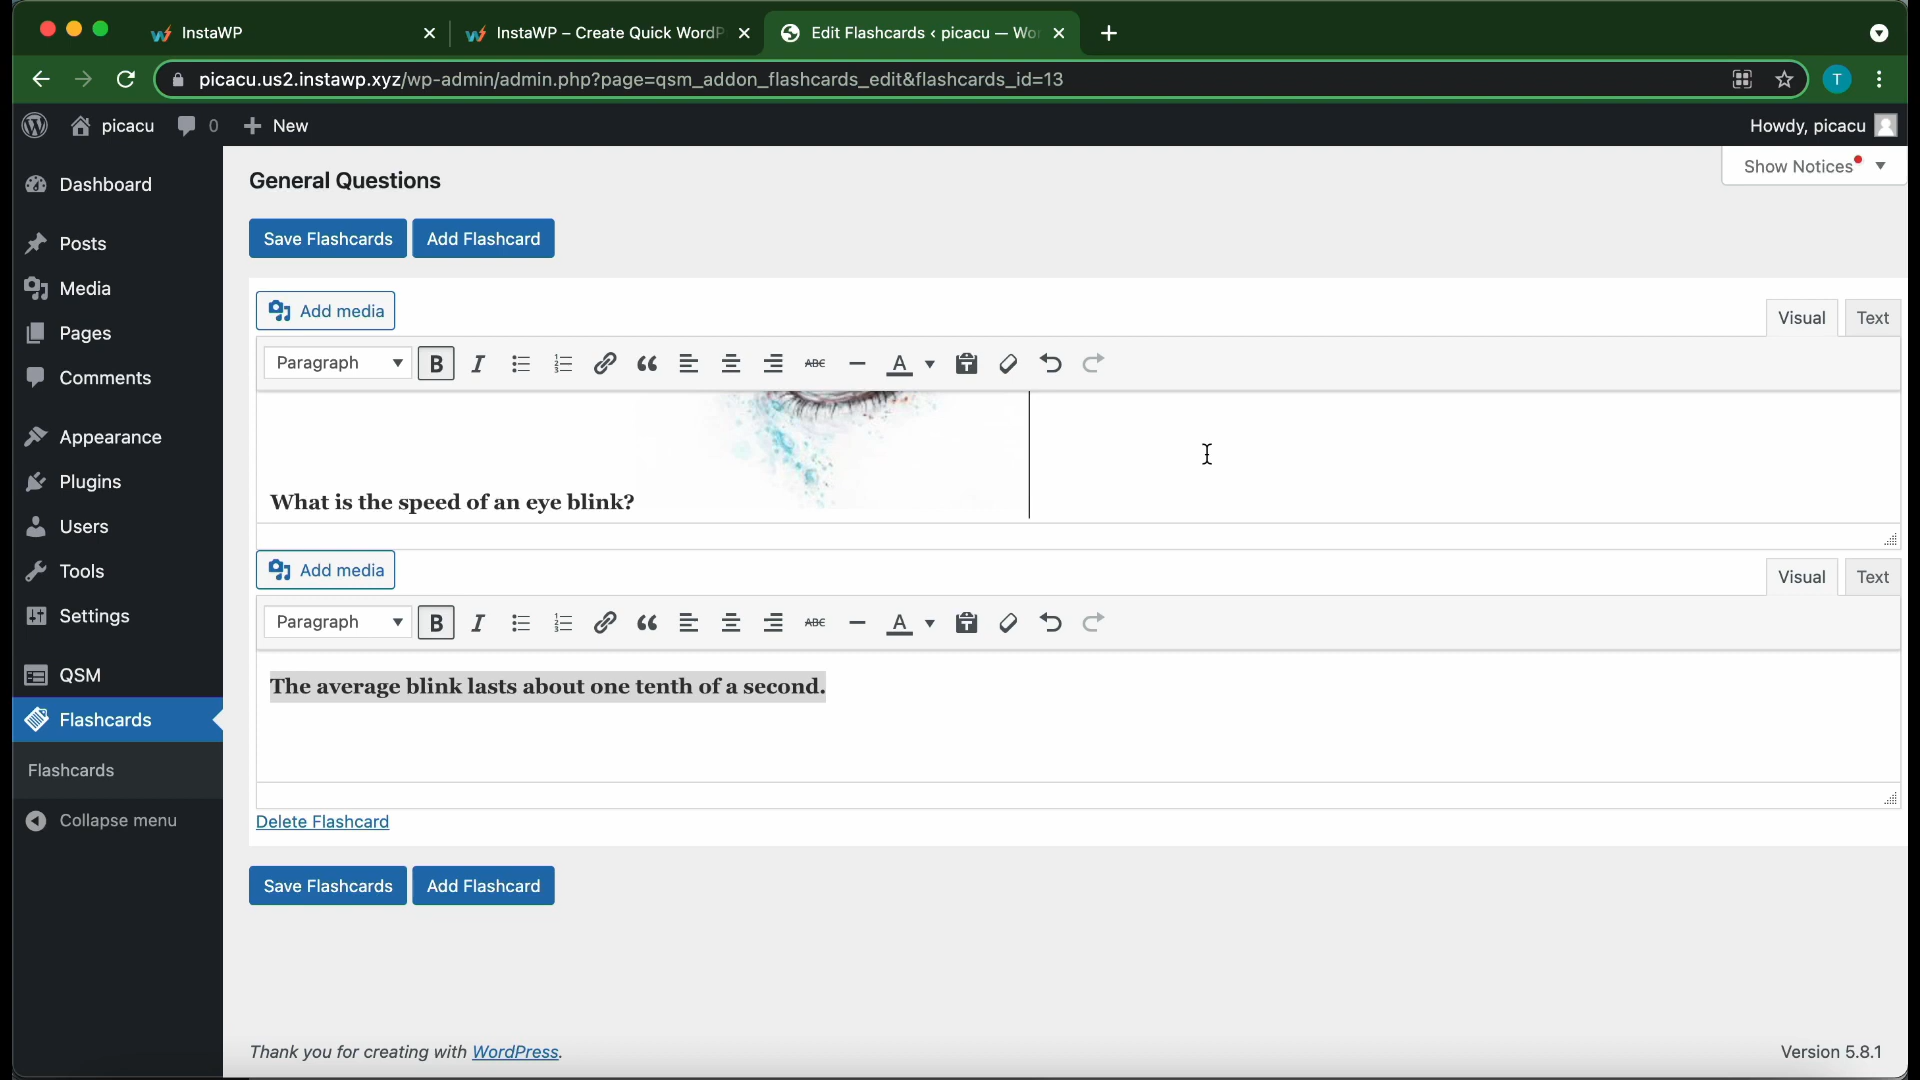 InstaWP
InstaWP – Create Quick WordP
Edit Flashcards ‹ picacu — Wo
picacu.us2.instawp.xyz/wp-admin/admin.php?page=qsm_addon_flashcards_edit&flashcards_id=13
T
picacu
0
New
Howdy, picacu
Dashboard
Posts
Media
Pages
Comments
Appearance
Plugins
Users
Tools
Settings
QSM
Flashcards
Flashcards
Collapse menu
Show Notices
General Questions
Save Flashcards
Add Flashcard
Add media
Visual
Text
Paragraph
B
I
ABC
A
What is the speed of an eye blink?
Add media
Visual
Text
Paragraph
B
I
ABC
A
The average blink lasts about one tenth of a second.
Delete Flashcard
Save Flashcards
Add Flashcard
Thank you for creating with WordPress.
Version 5.8.1